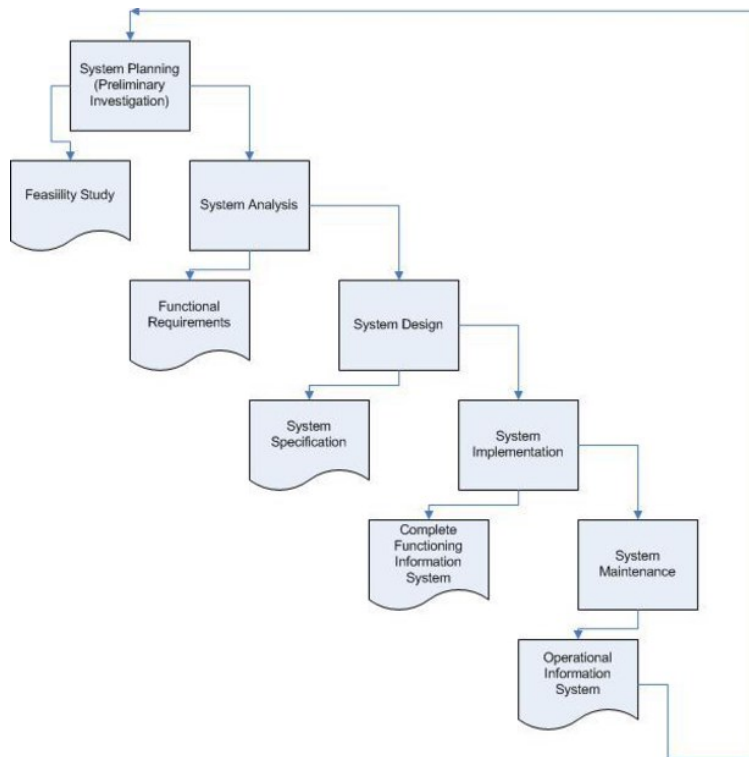 System Planning
(Preliminary
Investigation)
Feasiility Study
System Analysis
Functional
Requirements
System Design
System
Specification
System
Implementation
Complete
Functioning
Information
System
System
Maintenance
Operational
Information
System